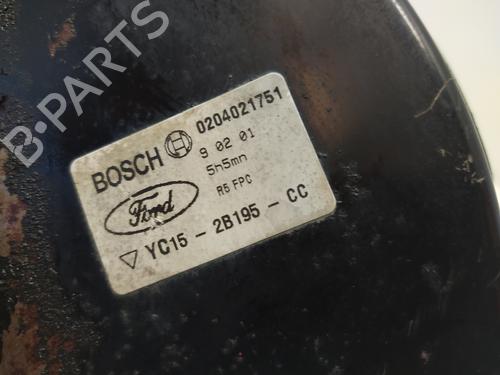 BOSCH 0204021751
9 02 01
5h5mn
R5 FPC
Ford
YC15 - 2B195 - CC
B-PARTS